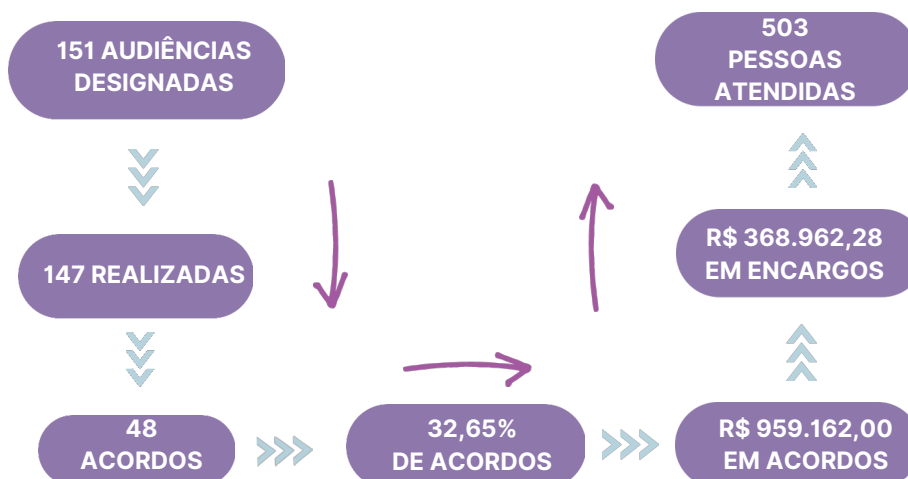 151 AUDIÊNCIAS
DESIGNADAS
147 REALIZADAS
48
ACORDOS
32,65%
DE ACORDOS
R$ 959.162,00
EM ACORDOS
R$ 368.962,28
EM ENCARGOS
503
PESSOAS
ATENDIDAS